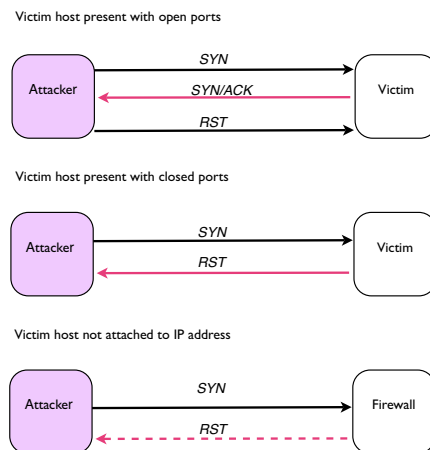 Victim host present with open ports
SYN
Attacker
SYN/ACK
Victim
RST
Victim host present with closed ports
SYN
Attacker
Victim
RST
Victim host not attached to IP address
SYN
Attacker
Firewall
RST